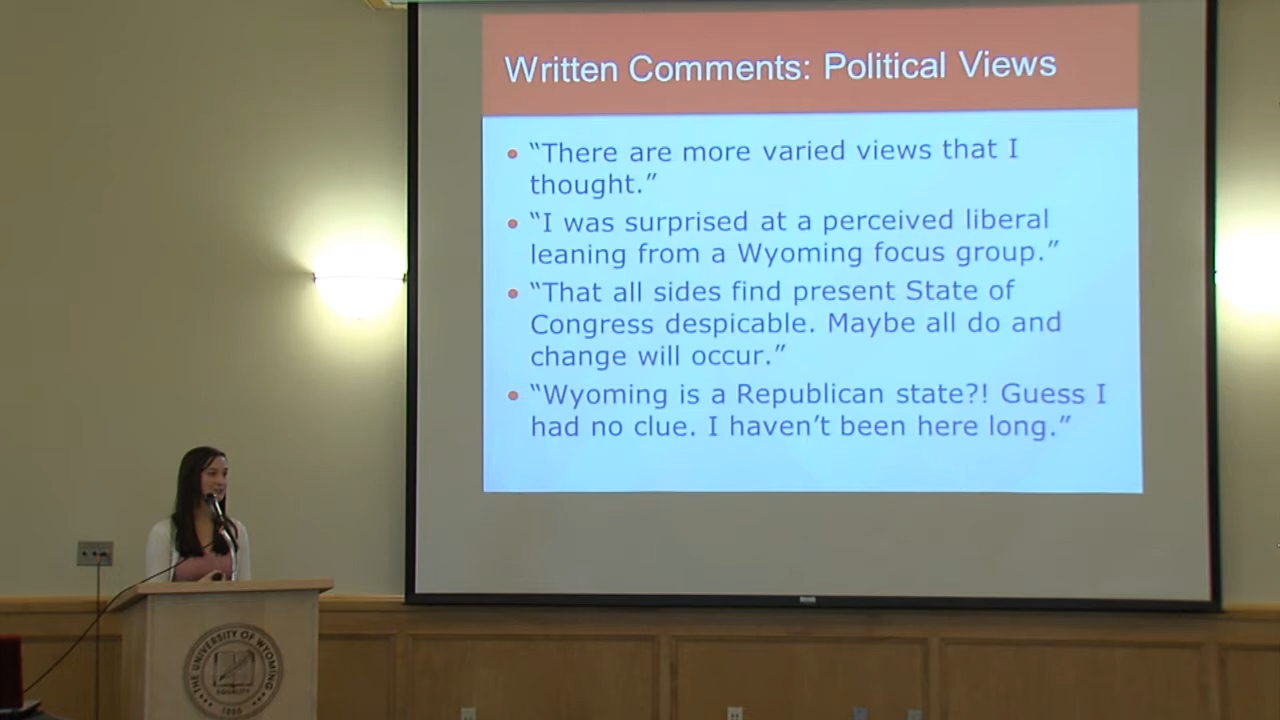 Written Comments: Political Views
• “There are more varied views that I
thought.”
• “I was surprised at a perceived liberal
leaning from a Wyoming focus group.”
• “That all sides find present State of
Congress despicable. Maybe all do and
change will occur.”
• “Wyoming is a Republican state?! Guess I
had no clue. I haven’t been here long.”
THE UNIVERSITY OF WYOMING
EQUALITY
1886